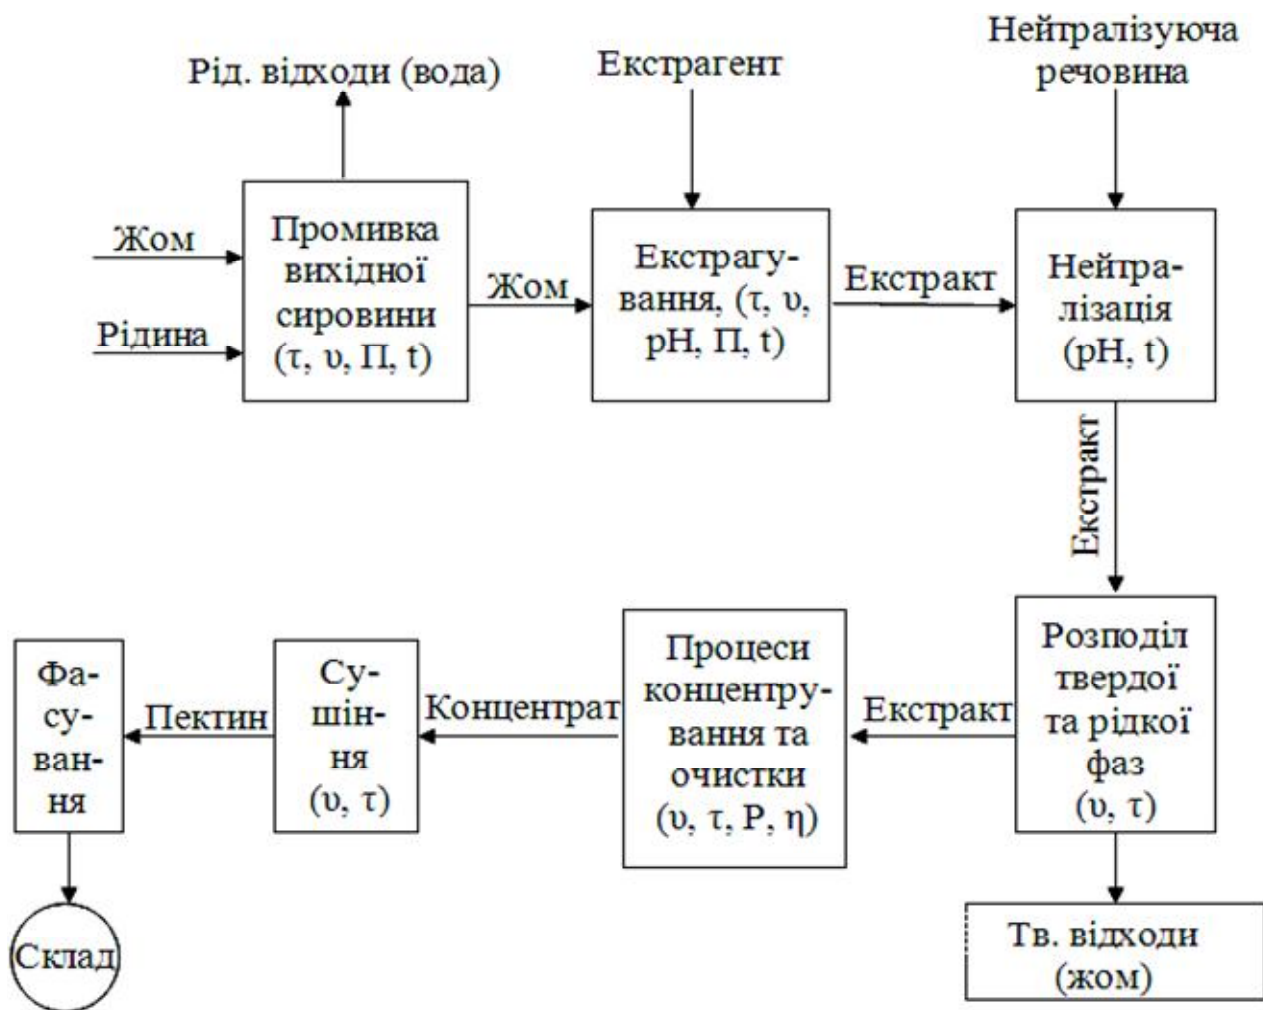 Рід. відходи (вода)
Екстрагент
Нейтралізуюча
речовина
Жом
Рідина
Промивка
вихідної
сировини
(τ, υ, П, t)
Жом
Екстрагу-
вання, (τ, υ,
pH, П, t)
Екстракт
Нейтра-
лізація
(pH, t)
Екстракт
Розподіл
твердої
та рідкої
фаз
(υ, τ)
Екстракт
Процеси
концентру-
вання та
очистки
(υ, τ, P, η)
Концентрат
Су-
шін-
ня
(υ, τ)
Пектин
Фа-
су-
ван-
ня
Склад
Тв. відходи
(жом)